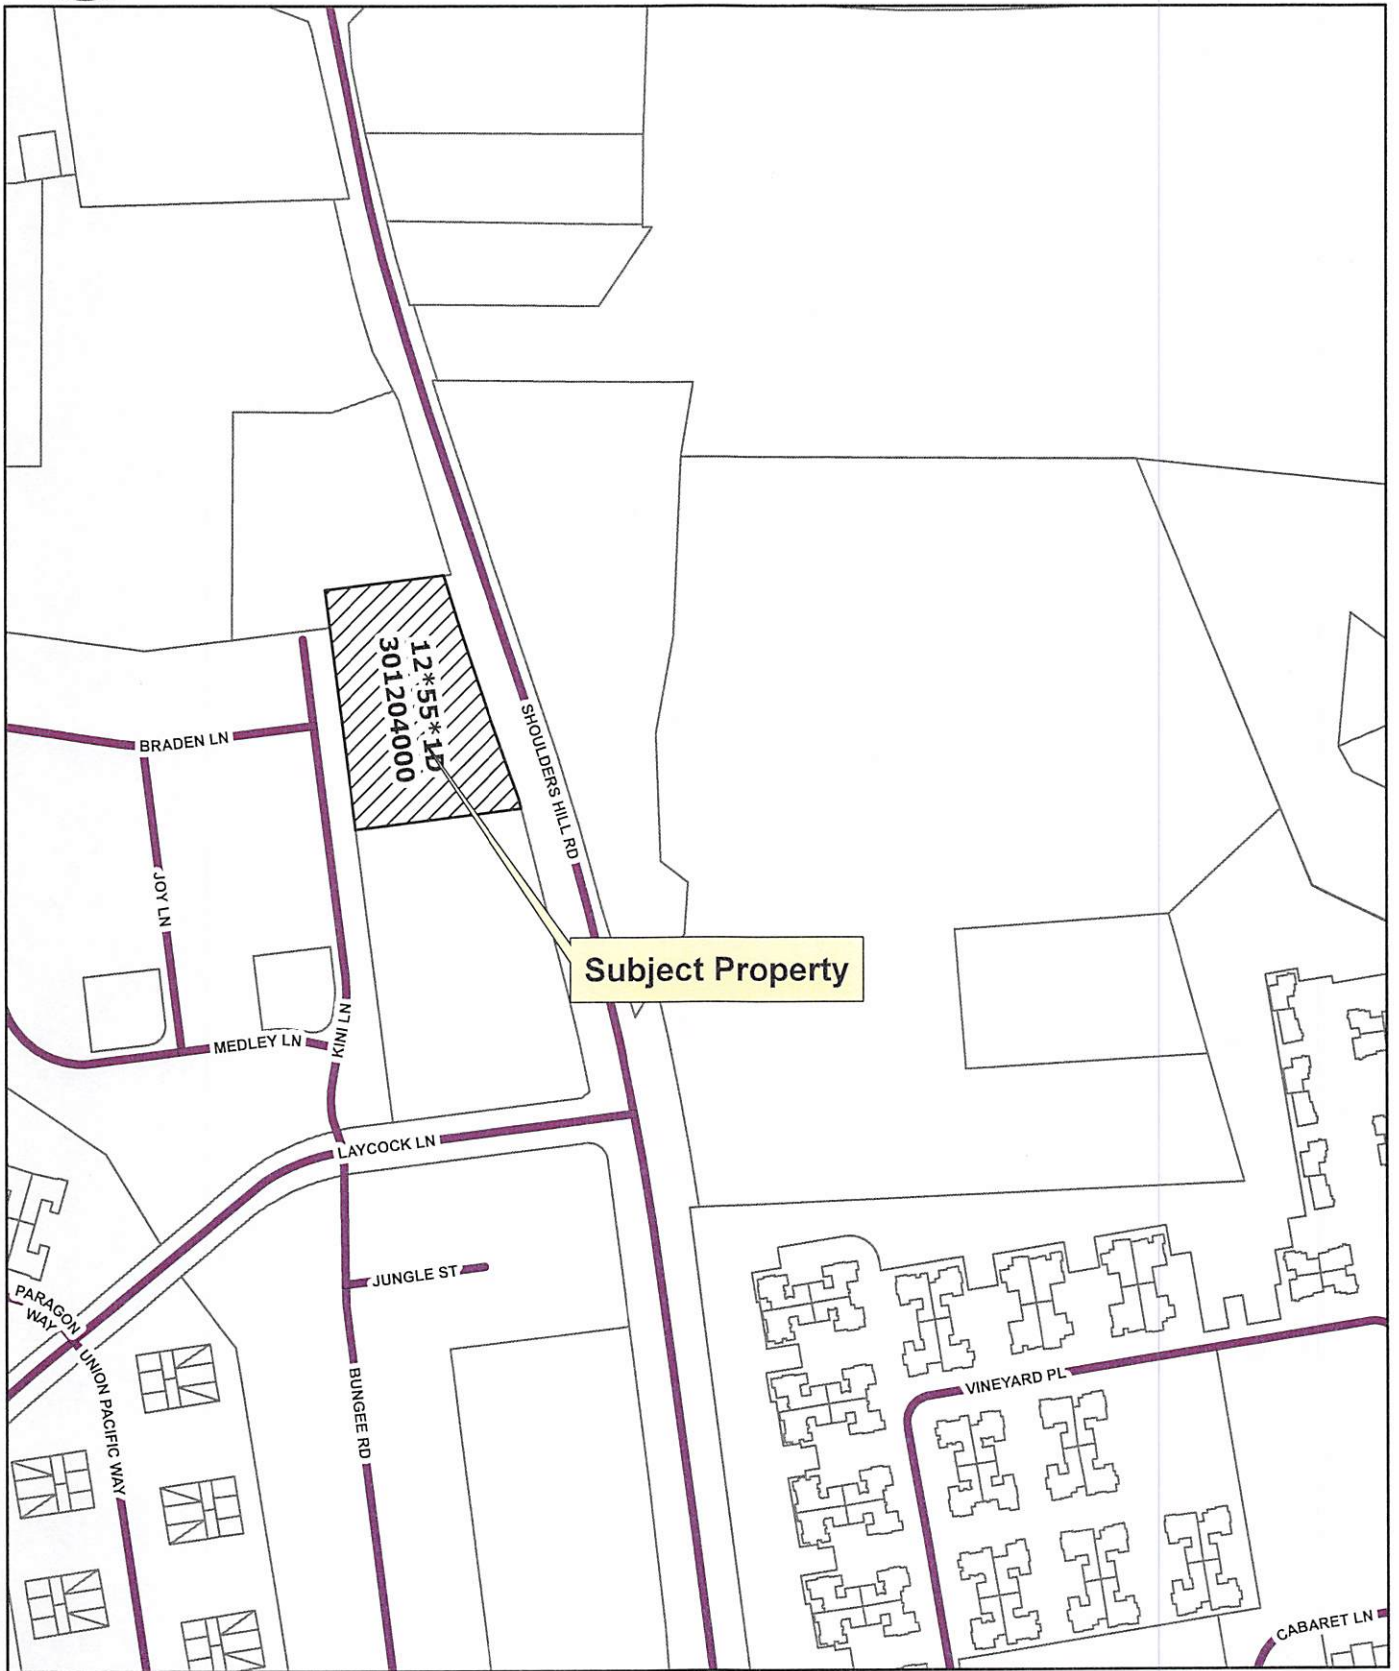 12*55*1D
301204000
SHOULDERS HILL RD
BRADEN LN
JOY LN
Subject Property
MEDLEY LN
KINI LN
LAYCOCK LN
JUNGLE ST
PARAGON
WAY
UNION PACIFIC WAY
BUNGEE RD
VINEYARD PL
CABARET LN